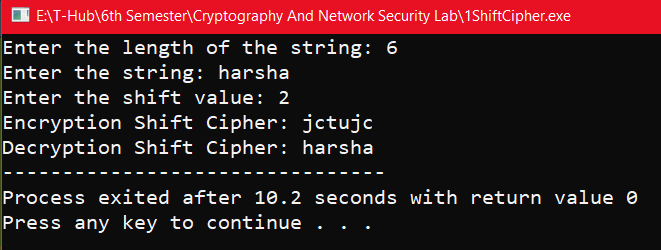 E:\T-Hub\6th Semester\Cryptography And Network Security Lab\1ShiftCipher.exe
Enter the length of the string: 6
Enter the string: harsha
Enter the shift value: 2
Encryption Shift Cipher: jctujc
Decryption Shift Cipher: harsha
--------------------------------
Process exited after 10.2 seconds with return value 0
Press any key to continue . . .